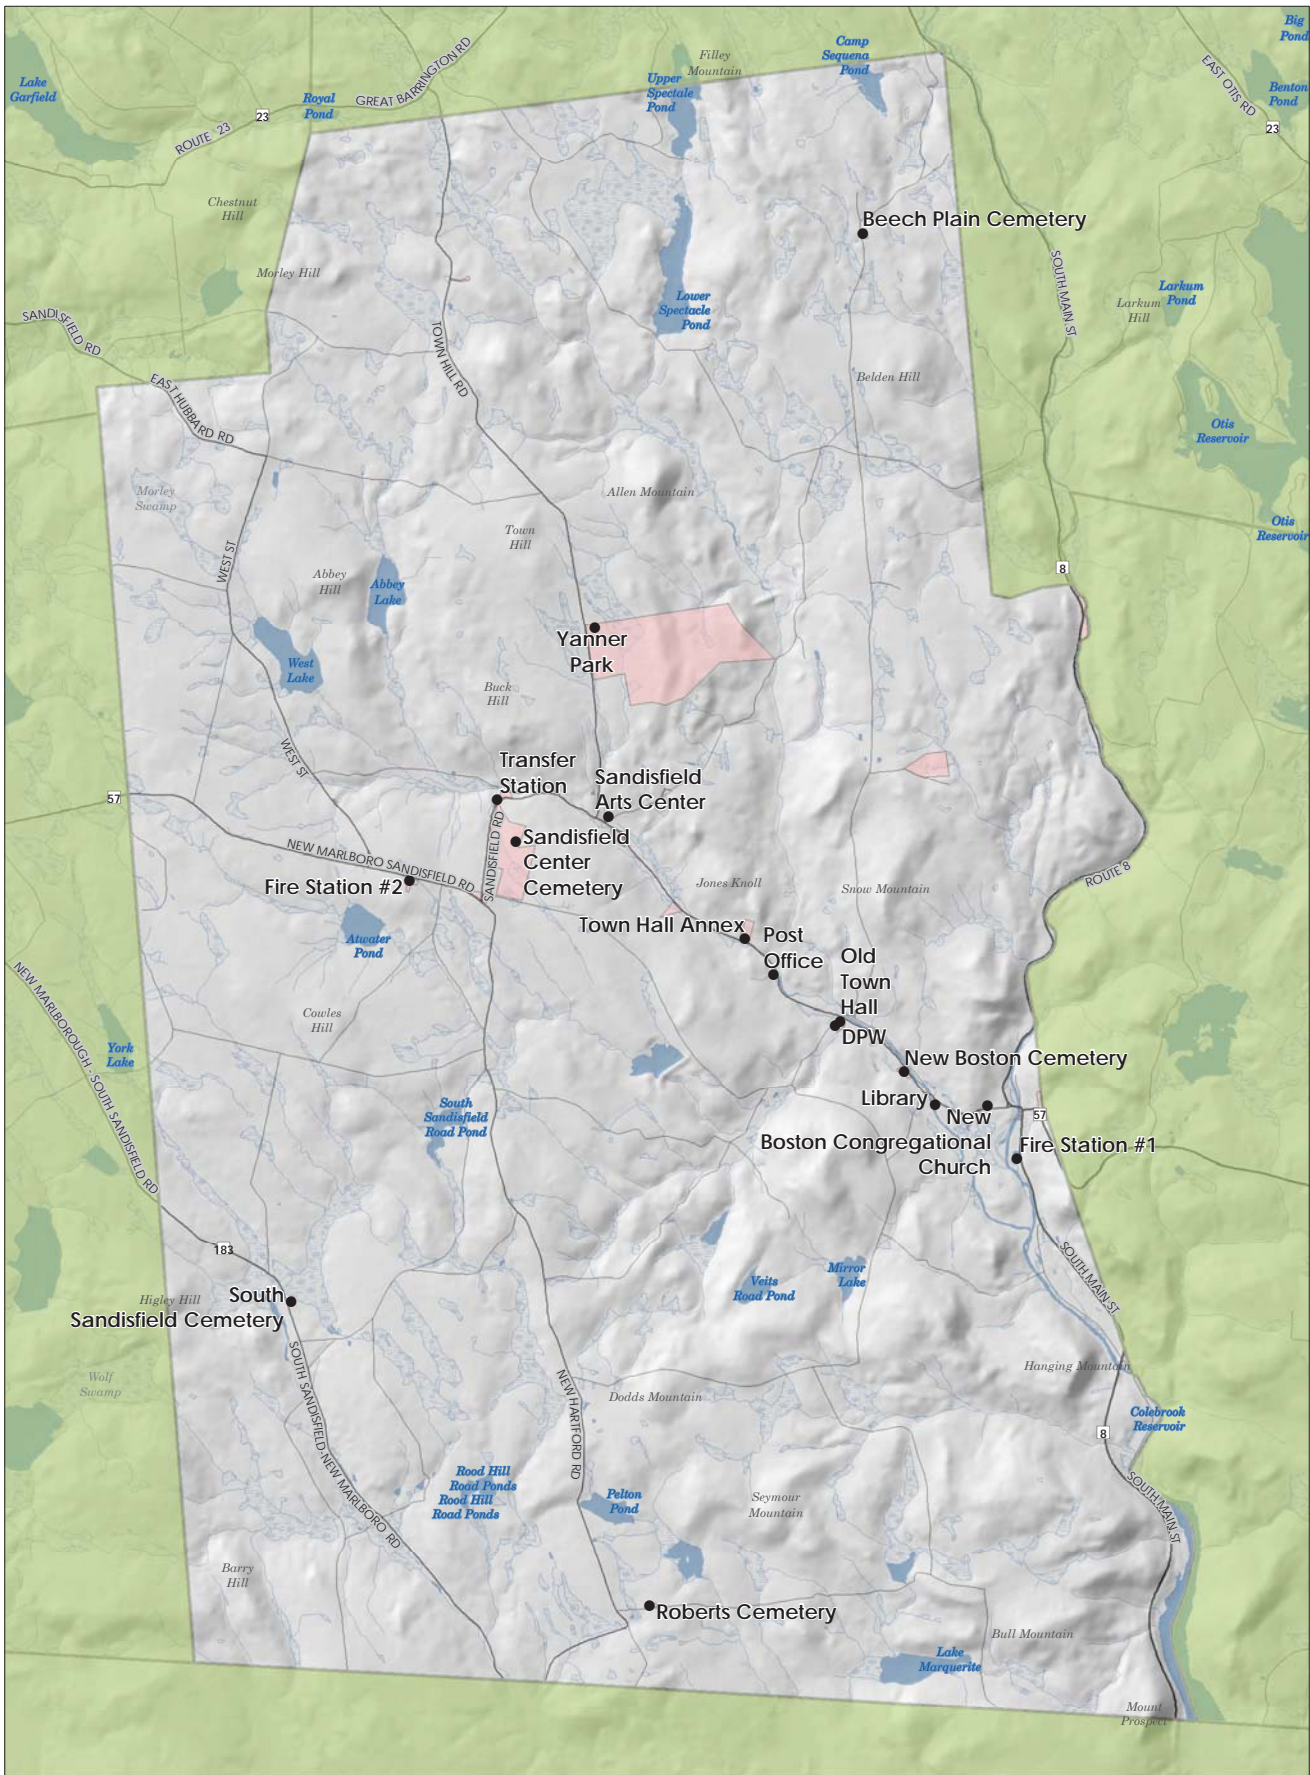 Big
Pond
Camp
Sequena
Pond
Filley
Mountain
GREAT BARRINGTON RD
EAST OTIS RD
Lake
Garfield
Upper
Spectale
Pond
Benton
Pond
Royal
Pond
23
23
ROUTE 23
Chestnut
Hill
Beech Plain Cemetery
Morley Hill
SOUTH MAIN ST
Larkum
Pond
Larkum
Hill
Lower
Spectacle
Pond
SANDISFIELD RD
TOWN HILL RD
EAST HUBBARD RD
Belden Hill
Otis
Reservoir
Morley
Swamp
Allen Mountain
Town
Hill
Otis
Reservoir
WEST ST
Abbey
Hill
Abbey
Lake
8
Yanner
Park
West
Lake
Buck
Hill
WEST ST
Transfer
Station
Sandisfield
Arts Center
57
SANDISFIELD RD
Sandisfield
Center
Cemetery
NEW MARLBORO SANDISFIELD RD
Fire Station #2
Jones Knoll
Snow Mountain
ROUTE 8
Town Hall Annex
Atwater
Pond
Post
Office
Old
Town
Hall
NEW MARLBOROUGH - SOUTH SANDISFIELD RD
Cowles
Hill
DPW
York
Lake
New Boston Cemetery
South
Sandisfield
Road Pond
Library
New
Boston Congregational
Church
57
Fire Station #1
183
SOUTH MAIN ST
Mirror
Lake
Veits
Road Pond
Higley Hill
South
Sandisfield Cemetery
SOUTH SANDISFIELD-NEW MARLBORO RD
Hanging Mountain
Wolf
Swamp
NEW HARTFORD RD
Dodds Mountain
Colebrook
Reservoir
8
Rood Hill
Road Ponds
Rood Hill
Road Ponds
SOUTH MAIN ST
Pelton
Pond
Seymour
Mountain
Barry
Hill
Roberts Cemetery
Bull Mountain
Lake
Marquerite
Mount
Prospect